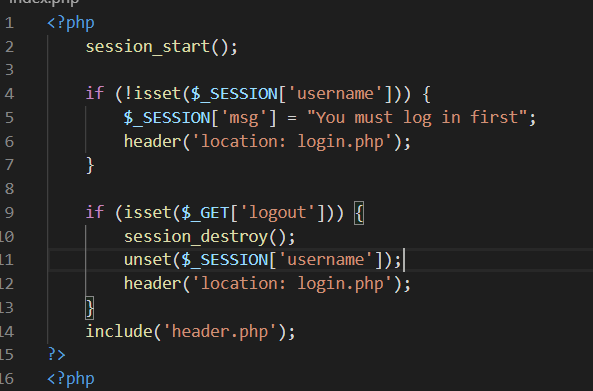 index.php
1 <?php
2 session_start();
3
4 if (!isset($_SESSION['username'])) {
5 $_SESSION['msg'] = "You must log in first";
6 header('location: login.php');
7 }
8
9 if (isset($_GET['logout'])) {
10 session_destroy();
11 unset($_SESSION['username']);
12 header('location: login.php');
13 }
14 include('header.php');
15 ?>
16 <?php